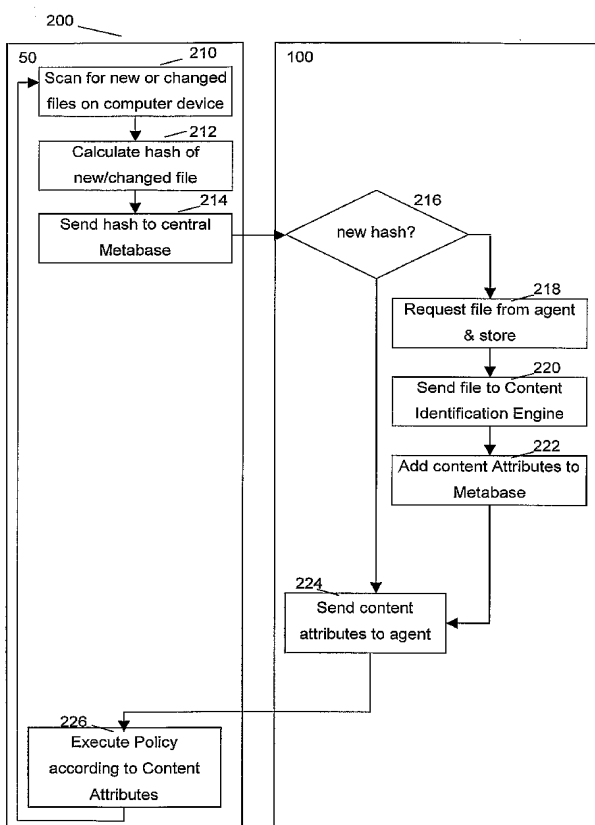 200
50
210
Scan for new or changed
files on computer device
212
Calculate hash of
new/changed file
214
Send hash to central
Metabase
100
216
new hash?
218
Request file from agent
& store
220
Send file to Content
Identification Engine
222
Add content Attributes to
Metabase
224
Send content
attributes to agent
226
Execute Policy
according to Content
Attributes